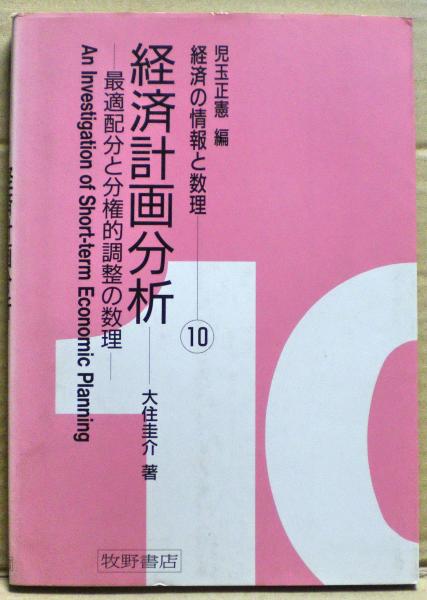 児玉正憲 編
経済の情報と数理
10
経済計画分析
最適配分と分権的調整の数理
An Investigation of Short-term Economic Planning
大住圭介 著
牧野書店
10